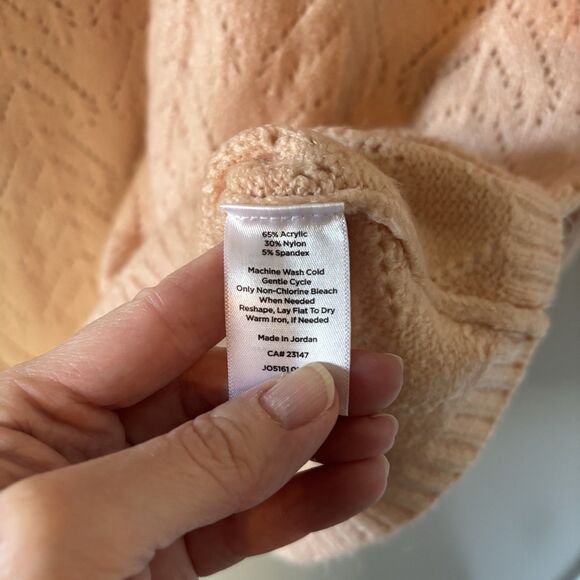 65% Acrylic
30% Nylon
5% Spandex
Machine Wash Cold
Gentle Cycle
Only Non-Chlorine Bleach
When Needed
Reshape, Lay Flat To Dry
Warm Iron, If Needed
Made in Jordan
CA# 23147
JO5161